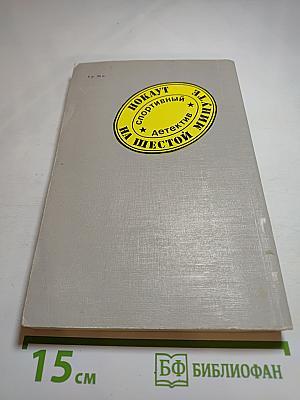 НОКАУТ
НА ШЕСТОЙ МИНУТЕ
СПОРТИВНЫЙ
ДЕТЕКТИВ
15 см
БФ БИБЛИОФАН